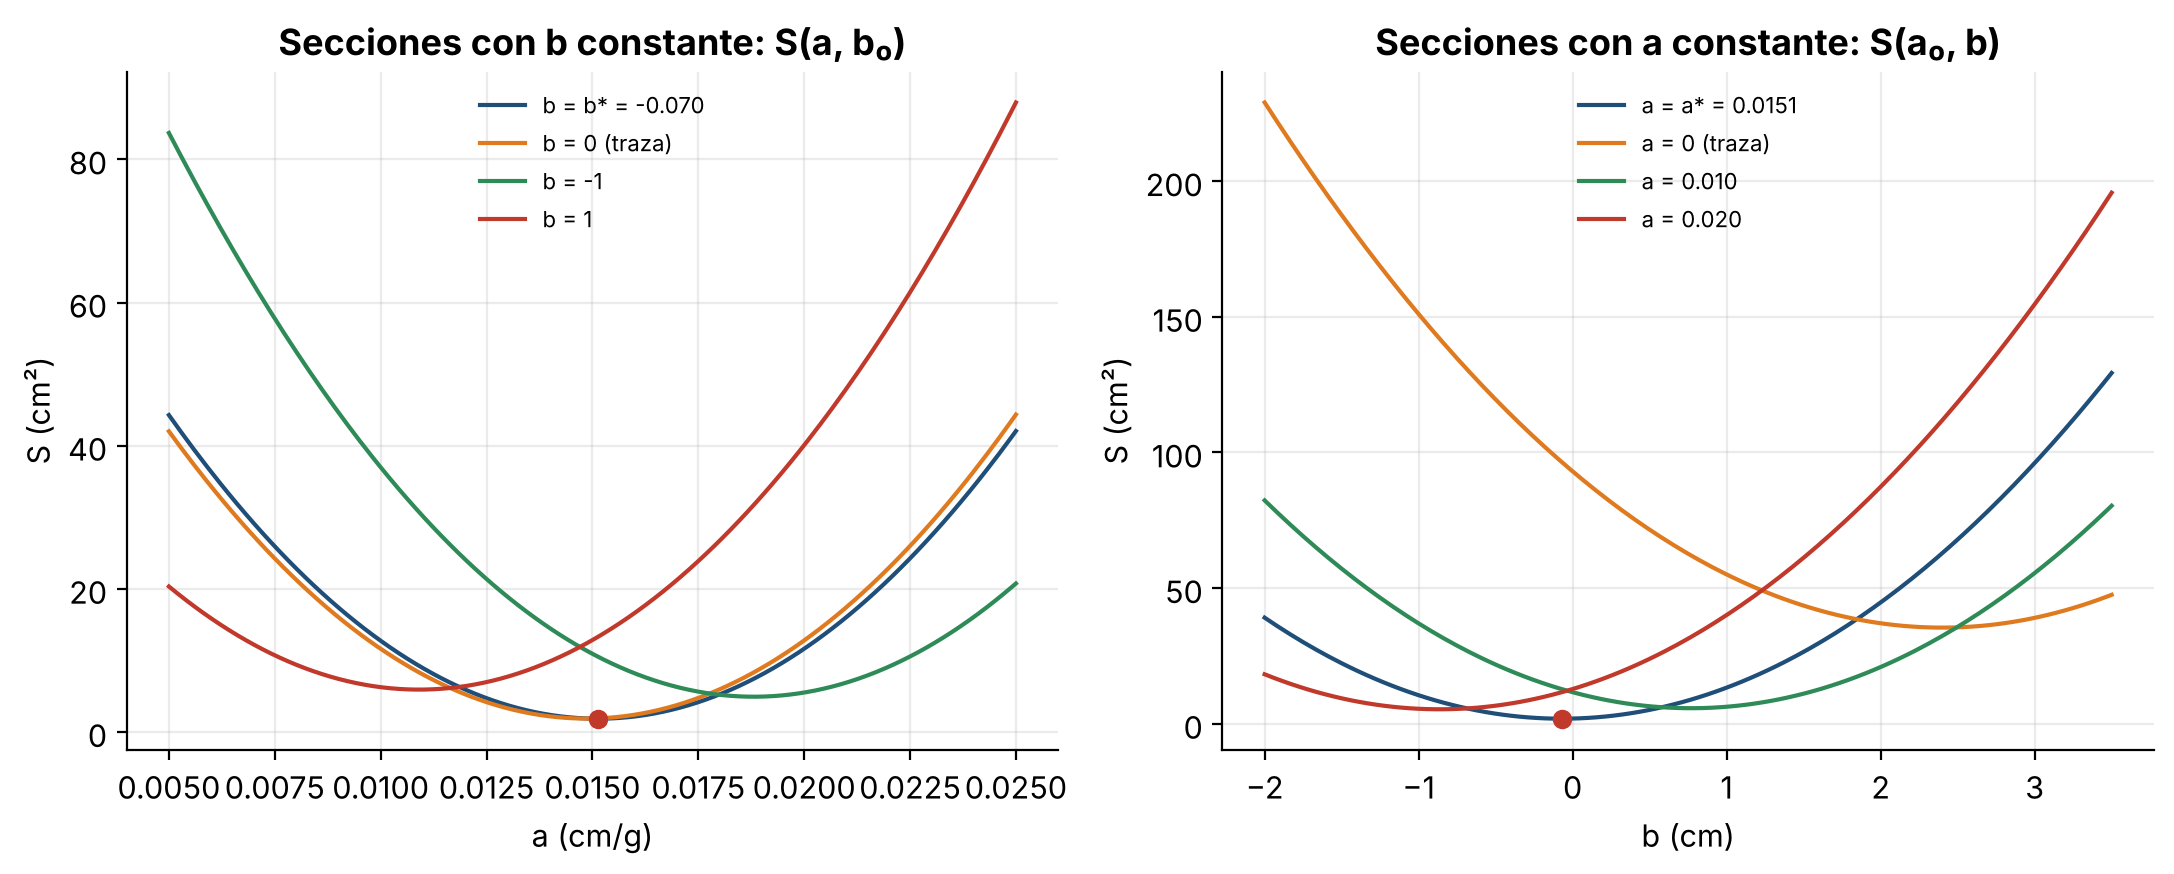 Secciones con b constante: S(a, b₀)
b = b* = -0.070
b = 0 (traza)
b = -1
b = 1
S (cm²)
80
60
40
20
0
0.0050 0.0075 0.0100 0.0125 0.0150 0.0175 0.0200 0.0225 0.0250
a (cm/g)
Secciones con a constante: S(a₀, b)
a = a* = 0.0151
a = 0 (traza)
a = 0.010
a = 0.020
S (cm²)
200
150
100
50
0
−2 −1 0 1 2 3
b (cm)